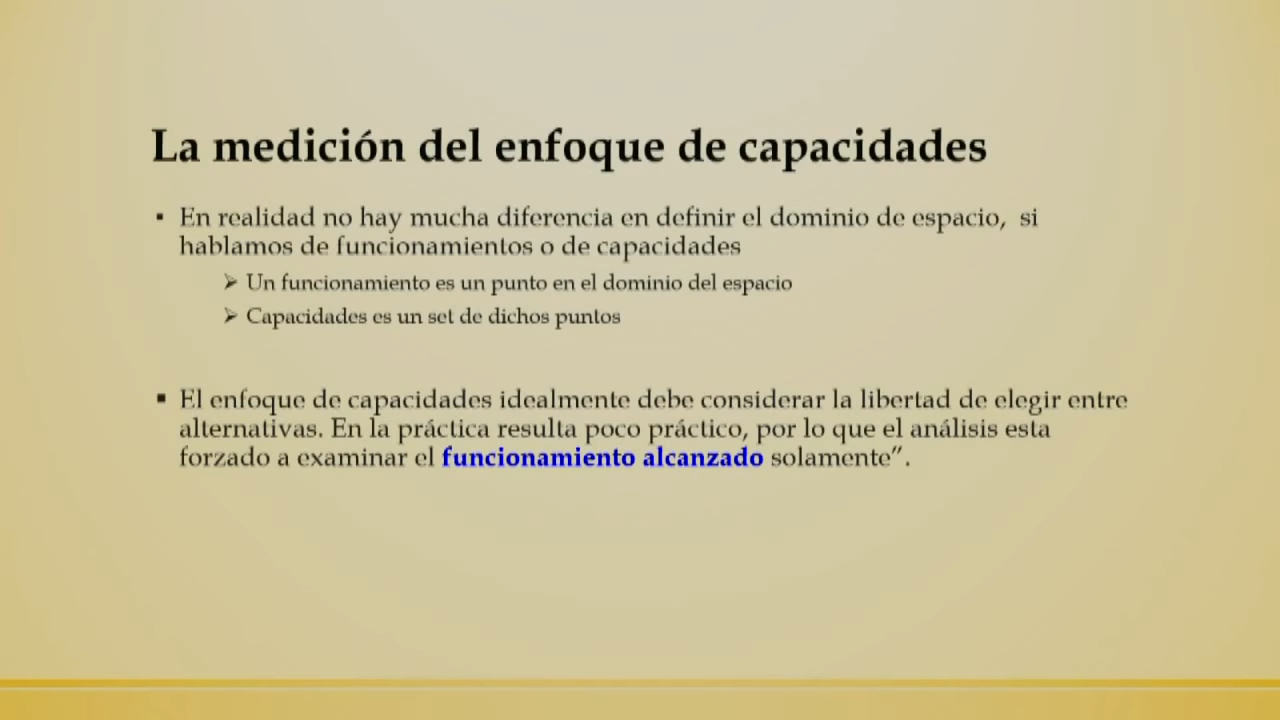 La medición del enfoque de capacidades
▪ En realidad no hay mucha diferencia en definir el dominio de espacio, si
hablamos de funcionamientos o de capacidades
➢ Un funcionamiento es un punto en el dominio del espacio
➢ Capacidades es un set de dichos puntos
▪ El enfoque de capacidades idealmente debe considerar la libertad de elegir entre
alternativas. En la práctica resulta poco práctico, por lo que el análisis esta
forzado a examinar el funcionamiento alcanzado solamente”.